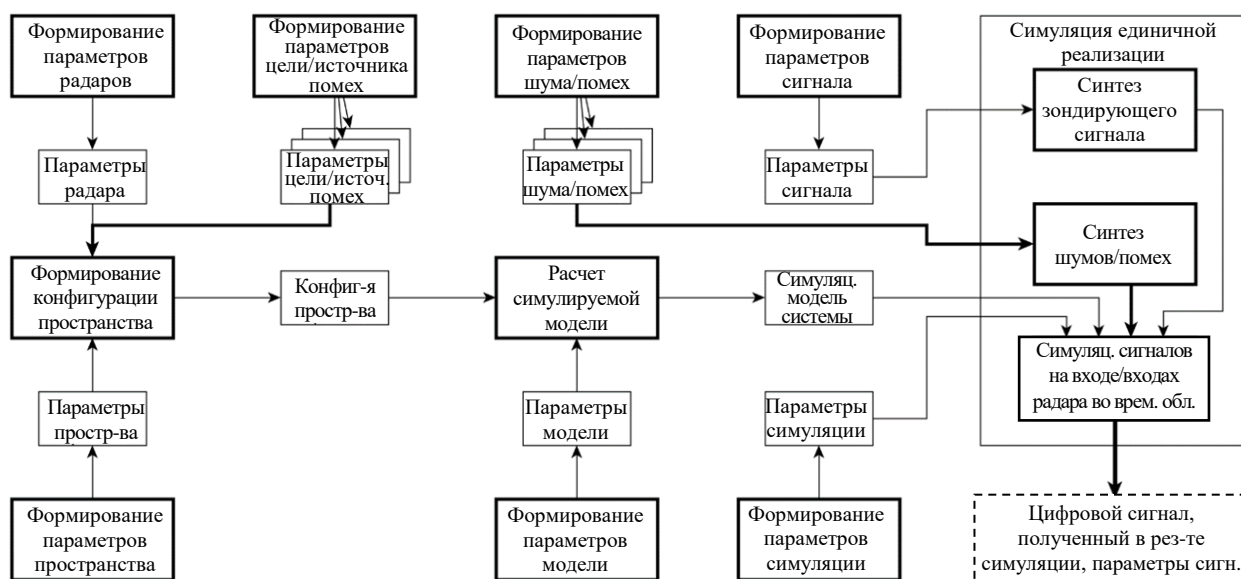 Формирование
параметров
радаров
Формирование
параметров
цели/источника
помех
Формирование
параметров
шума/помех
Формирование
параметров
сигнала
Симуляция единичной
реализации
Синтез
зондирующего
сигнала
Параметры
радара
Параметры
цели/источ.
помех
Параметры
шума/помех
Параметры
сигнала
Синтез
шумов/помех
Формирование
конфигурации
пространства
Конфиг-я
простр-ва
Расчет
симулируемой
модели
Симуляц.
модель
системы
Симуляц. сигналов
на входе/входах
радара во врем. обл.
Параметры
простр-ва
Параметры
модели
Параметры
симуляции
Формирование
параметров
пространства
Формирование
параметров
модели
Формирование
параметров
симуляции
Цифровой сигнал,
полученный в рез-те
симуляции, параметры сигн.